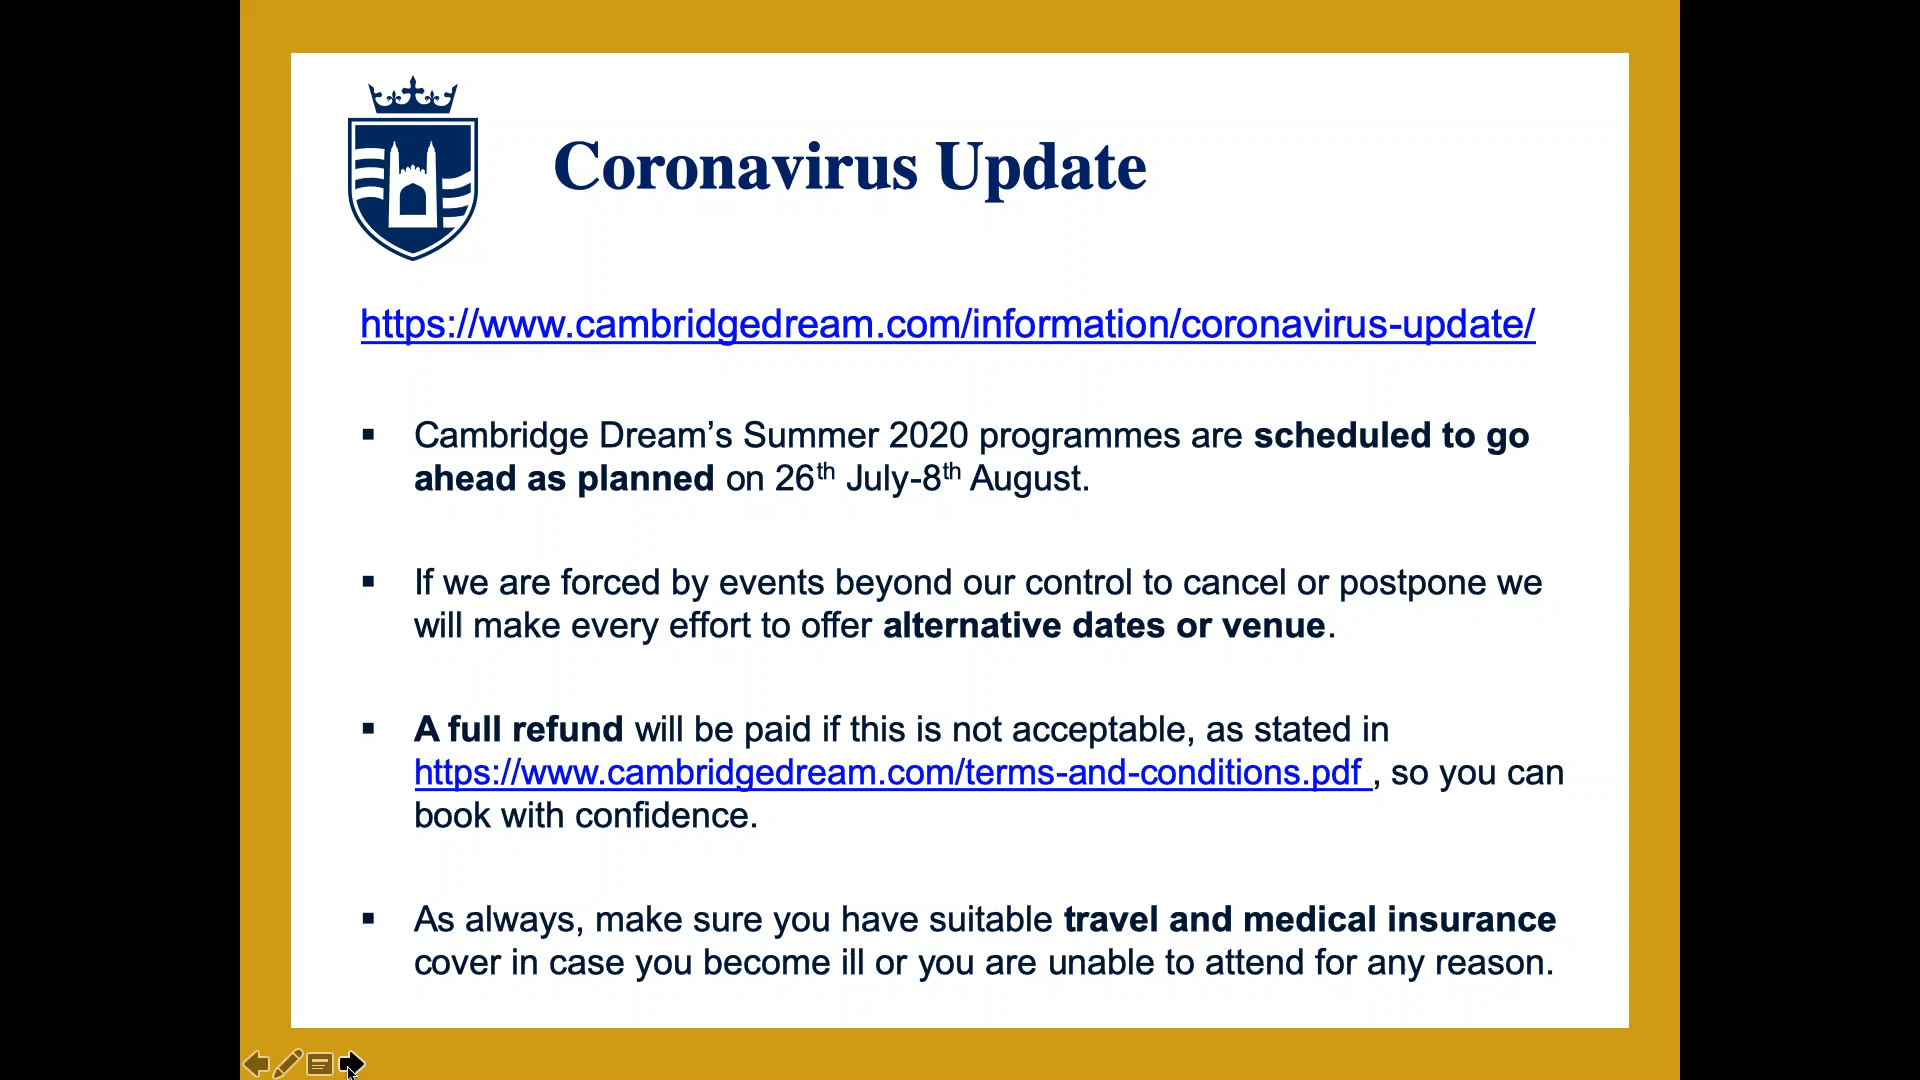 Coronavirus Update
https://www.cambridgedream.com/information/coronavirus-update/
▪ Cambridge Dream’s Summer 2020 programmes are scheduled to go
ahead as planned on 26th July-8th August.
▪ If we are forced by events beyond our control to cancel or postpone we
will make every effort to offer alternative dates or venue.
▪ A full refund will be paid if this is not acceptable, as stated in
https://www.cambridgedream.com/terms-and-conditions.pdf , so you can
book with confidence.
▪ As always, make sure you have suitable travel and medical insurance
cover in case you become ill or you are unable to attend for any reason.